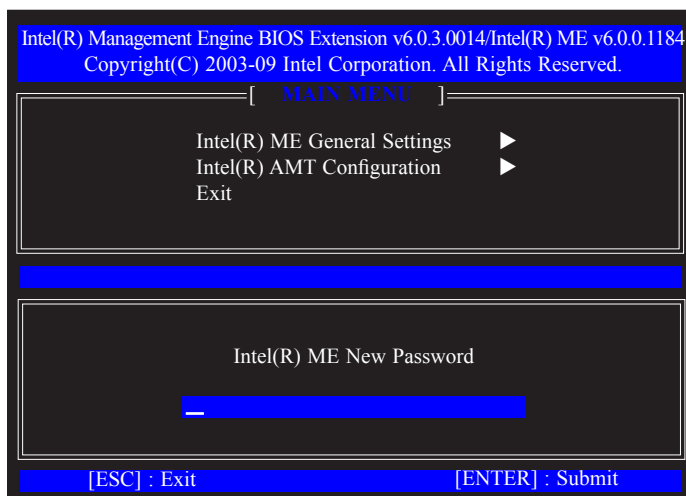 Intel(R) Management Engine BIOS Extension v6.0.3.0014/Intel(R) ME v6.0.0.1184
Copyright(C) 2003-09 Intel Corporation. All Rights Reserved.
[ MAIN MENU ]
Intel(R) ME General Settings ▶
Intel(R) AMT Configuration ▶
Exit
Intel(R) ME New Password
_
[ESC] : Exit [ENTER] : Submit